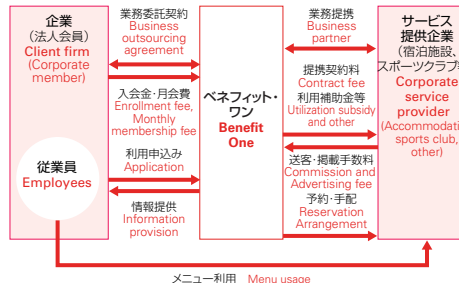 企業
(法人会員)
Client firm
(Corporate
member)
従業員
Employees
業務委託契約
Business
outsourcing
agreement
入会金・月会費
Enrollment fee,
Monthly
membership fee
利用申込み
Application
情報提供
Information
provision
ベネフィット・
ワン
Benefit
One
業務提携
Business
partner
提携契約料
Contract fee
利用補助金等
Utilization subsidy
and other
送客・掲載手数料
Commission and
Advertising fee
予約・手配
Reservation
Arrangement
サービス
提供企業
(宿泊施設、
スポーツクラブ等
Corporate
service
provider
(Accommodati
sports club,
other)
メニュー利用 Menu usage